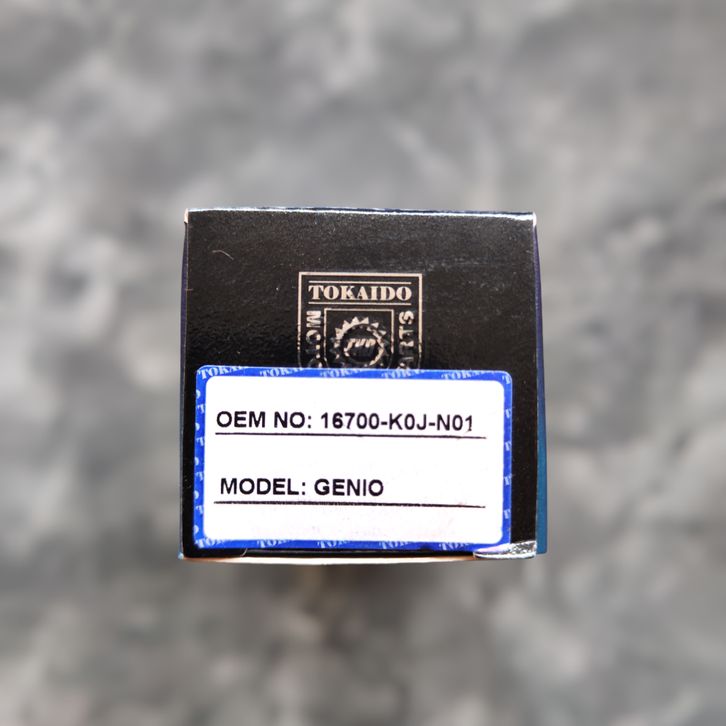 TOKAIDO
OEM NO: 16700-K0J-N01
MODEL: GENIO